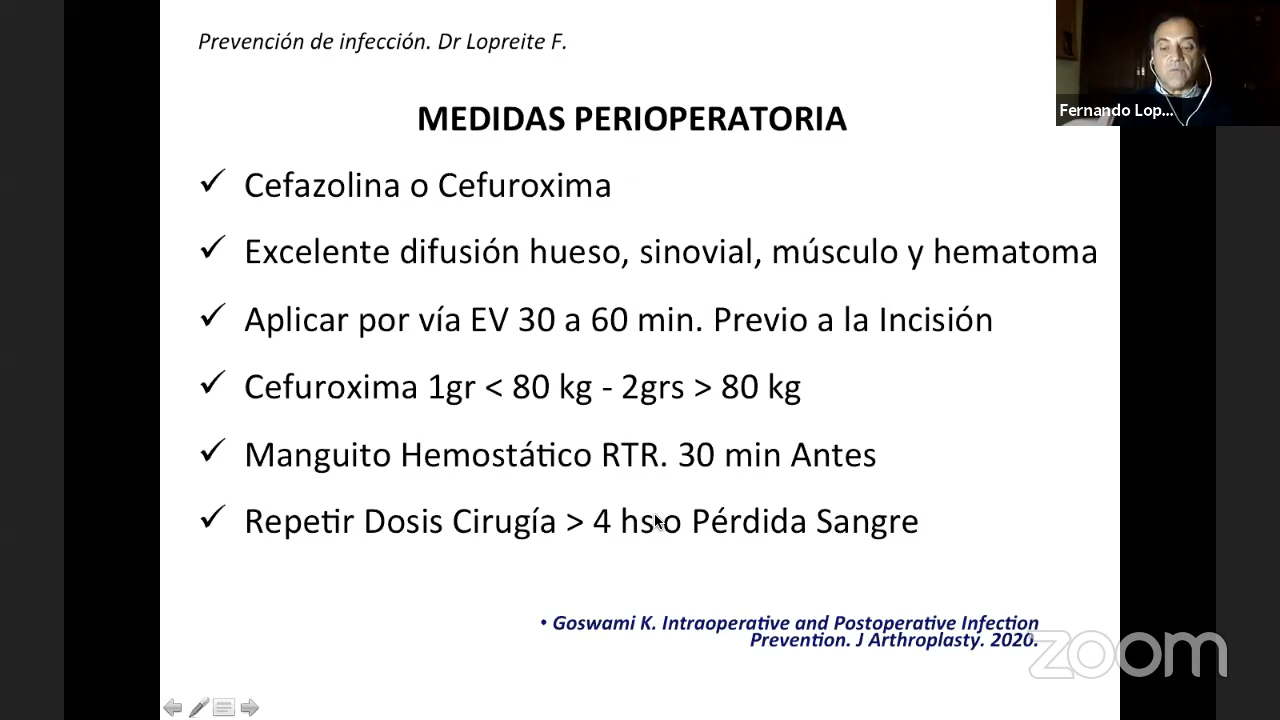 Prevención de infección. Dr Lopreite F.
Fernando Lop...
MEDIDAS PERIOPERATORIA
✓ Cefazolina o Cefuroxima
✓ Excelente difusión hueso, sinovial, músculo y hematoma
✓ Aplicar por vía EV 30 a 60 min. Previo a la Incisión
✓ Cefuroxima 1gr < 80 kg - 2grs > 80 kg
✓ Manguito Hemostático RTR. 30 min Antes
✓ Repetir Dosis Cirugía > 4 hs o Pérdida Sangre
• Goswami K. Intraoperative and Postoperative Infection
Prevention. J Arthroplasty. 2020.
zoom